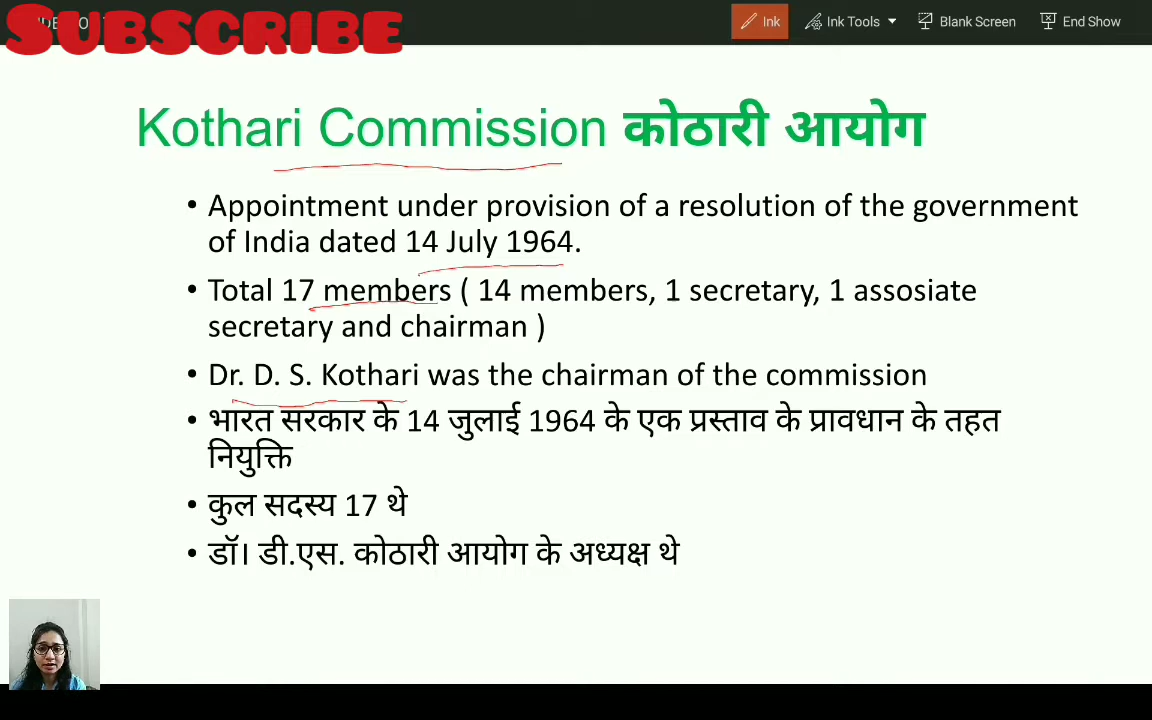 SUBSCRIBE
Ink
Ink Tools
Blank Screen
End Show
Kothari Commission कोठारी आयोग
• Appointment under provision of a resolution of the government
of India dated 14 July 1964.
• Total 17 members ( 14 members, 1 secretary, 1 assosiate
secretary and chairman )
• Dr. D. S. Kothari was the chairman of the commission
• भारत सरकार के 14 जुलाई 1964 के एक प्रस्ताव के प्रावधान के तहत
नियुक्ति
• कुल सदस्य 17 थे
• डॉ। डी.एस. कोठारी आयोग के अध्यक्ष थे